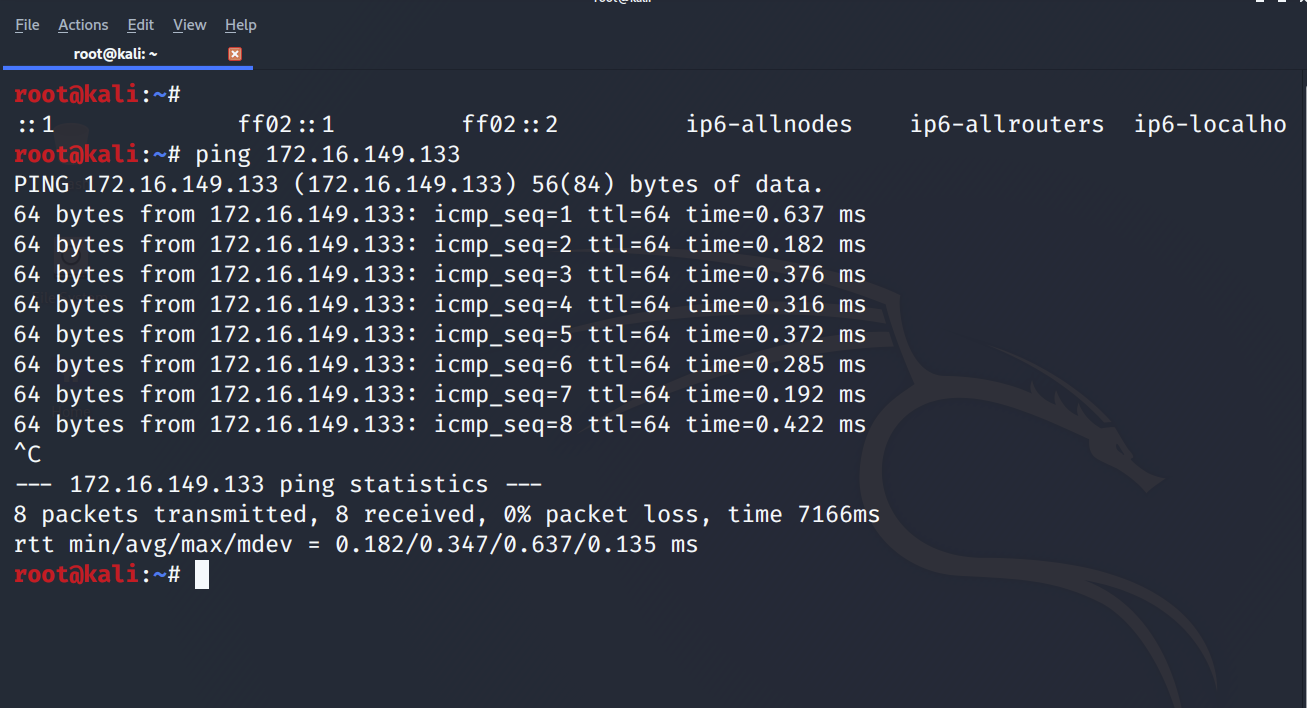 root@kali
File Actions Edit View Help
root@kali: ~
root@kali:~#
::1 ff02::1 ff02::2 ip6-allnodes ip6-allrouters ip6-localho
root@kali:~# ping 172.16.149.133
PING 172.16.149.133 (172.16.149.133) 56(84) bytes of data.
64 bytes from 172.16.149.133: icmp_seq=1 ttl=64 time=0.637 ms
64 bytes from 172.16.149.133: icmp_seq=2 ttl=64 time=0.182 ms
64 bytes from 172.16.149.133: icmp_seq=3 ttl=64 time=0.376 ms
64 bytes from 172.16.149.133: icmp_seq=4 ttl=64 time=0.316 ms
64 bytes from 172.16.149.133: icmp_seq=5 ttl=64 time=0.372 ms
64 bytes from 172.16.149.133: icmp_seq=6 ttl=64 time=0.285 ms
64 bytes from 172.16.149.133: icmp_seq=7 ttl=64 time=0.192 ms
64 bytes from 172.16.149.133: icmp_seq=8 ttl=64 time=0.422 ms
^C
--- 172.16.149.133 ping statistics ---
8 packets transmitted, 8 received, 0% packet loss, time 7166ms
rtt min/avg/max/mdev = 0.182/0.347/0.637/0.135 ms
root@kali:~#